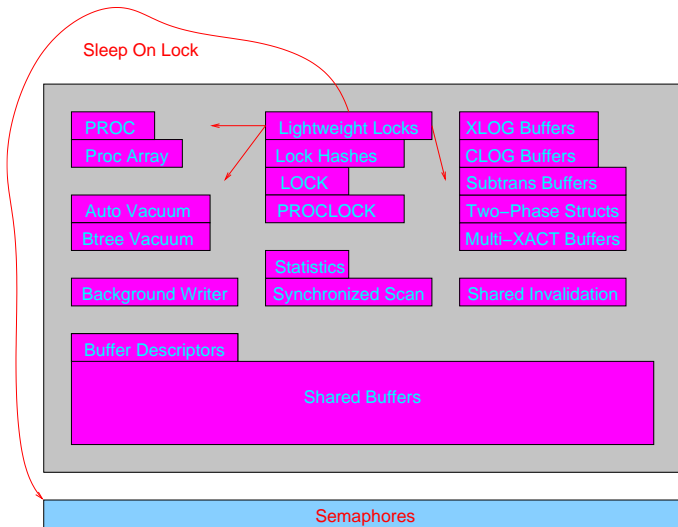 Sleep On Lock
PROC
Proc Array
Lightweight Locks
Lock Hashes
LOCK
PROCLOCK
XLOG Buffers
CLOG Buffers
Subtrans Buffers
Two−Phase Structs
Multi−XACT Buffers
Auto Vacuum
Btree Vacuum
Statistics
Background Writer
Synchronized Scan
Shared Invalidation
Buffer Descriptors
Shared Buffers
Semaphores